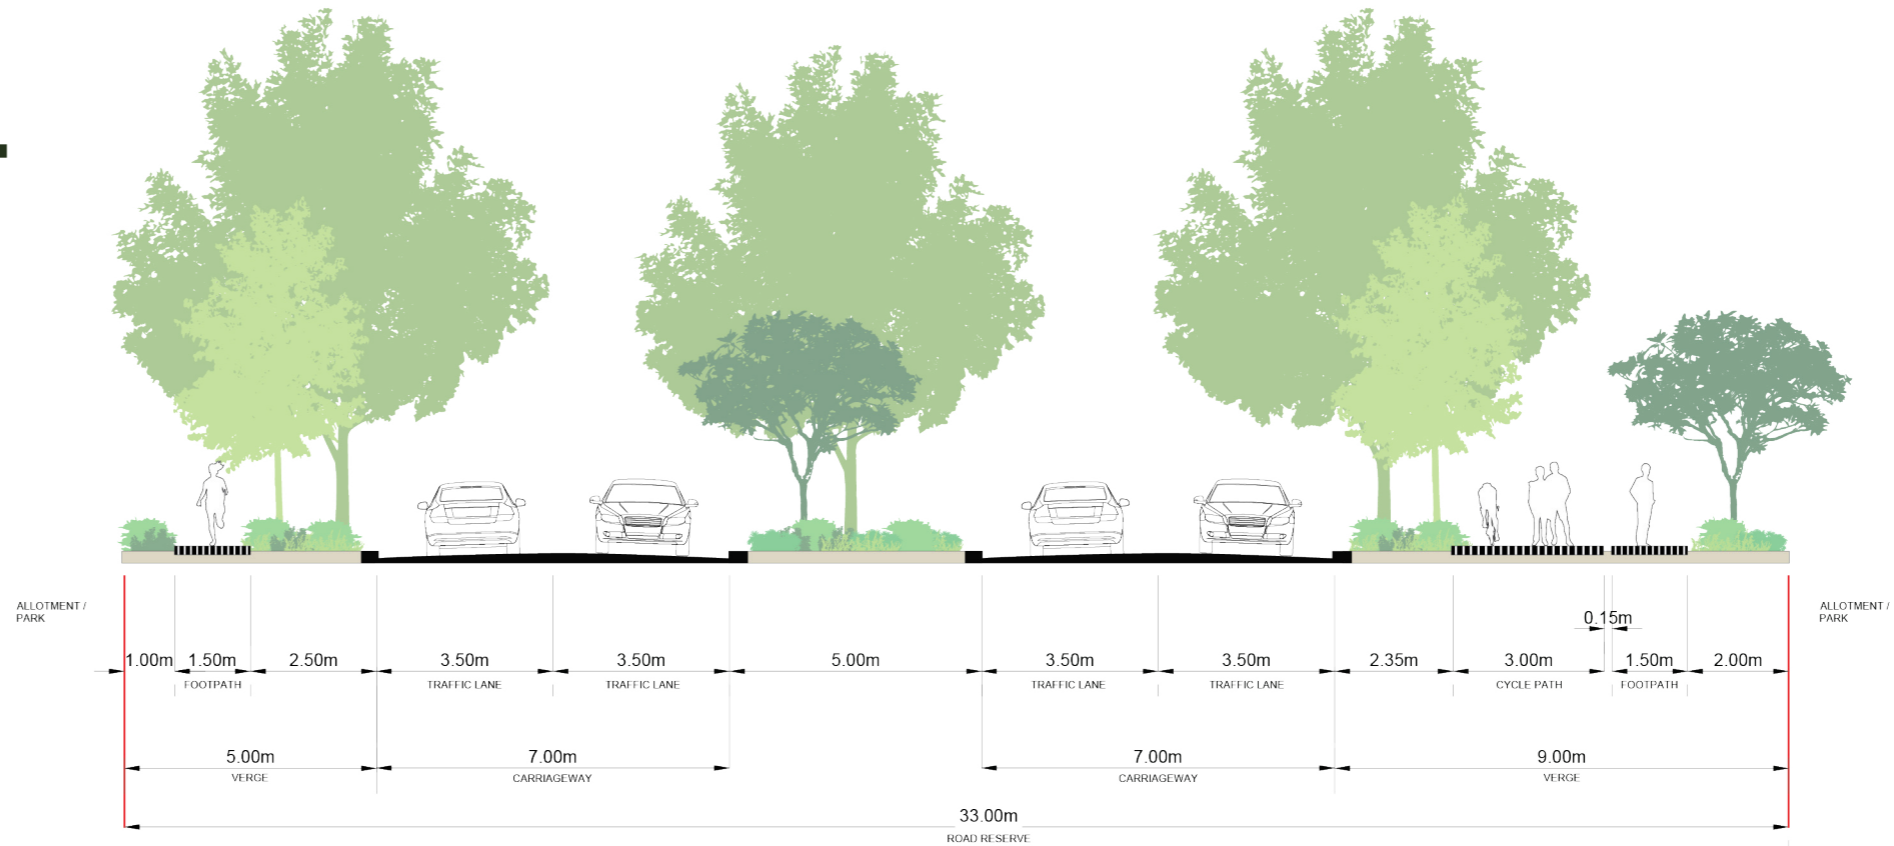 ALLOTMENT /
PARK
ALLOTMENT /
PARK
0.15m
1.00m 1.50m 2.50m 3.50m 3.50m 5.00m 3.50m 3.50m 2.35m 3.00m 1.50m 2.00m
FOOTPATH TRAFFIC LANE TRAFFIC LANE TRAFFIC LANE TRAFFIC LANE CYCLE PATH FOOTPATH
5.00m 7.00m 7.00m 9.00m
VERGE CARRIAGEWAY CARRIAGEWAY VERGE
33.00m
ROAD RESERVE